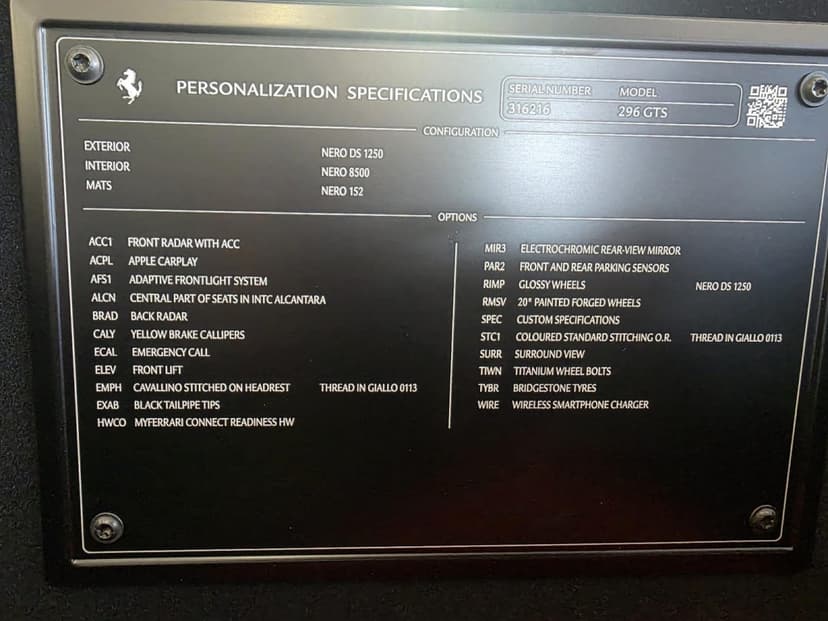 PERSONALIZATION SPECIFICATIONS
SERIAL NUMBER MODEL
316216 296 GTS
CONFIGURATION
EXTERIOR NERO DS 1250
INTERIOR NERO 8500
MATS NERO 152
OPTIONS
ACC1 FRONT RADAR WITH ACC
ACPL APPLE CARPLAY
AFS1 ADAPTIVE FRONTLIGHT SYSTEM
ALCN CENTRAL PART OF SEATS IN INTC ALCANTARA
BRAD BACK RADAR
CALY YELLOW BRAKE CALLIPERS
ECAL EMERGENCY CALL
ELEV FRONT LIFT
EMPH CAVALLINO STITCHED ON HEADREST THREAD IN GIALLO 0113
EXAB BLACK TAILPIPE TIPS
HWCO MYFERRARI CONNECT READINESS HW
MIR3 ELECTROCHROMIC REAR-VIEW MIRROR
PAR2 FRONT AND REAR PARKING SENSORS
RIMP GLOSSY WHEELS NERO DS 1250
RMSV 20" PAINTED FORGED WHEELS
SPEC CUSTOM SPECIFICATIONS
STC1 COLOURED STANDARD STITCHING O.R. THREAD IN GIALLO 0113
SURR SURROUND VIEW
TIWN TITANIUM WHEEL BOLTS
TYBR BRIDGESTONE TYRES
WIRE WIRELESS SMARTPHONE CHARGER